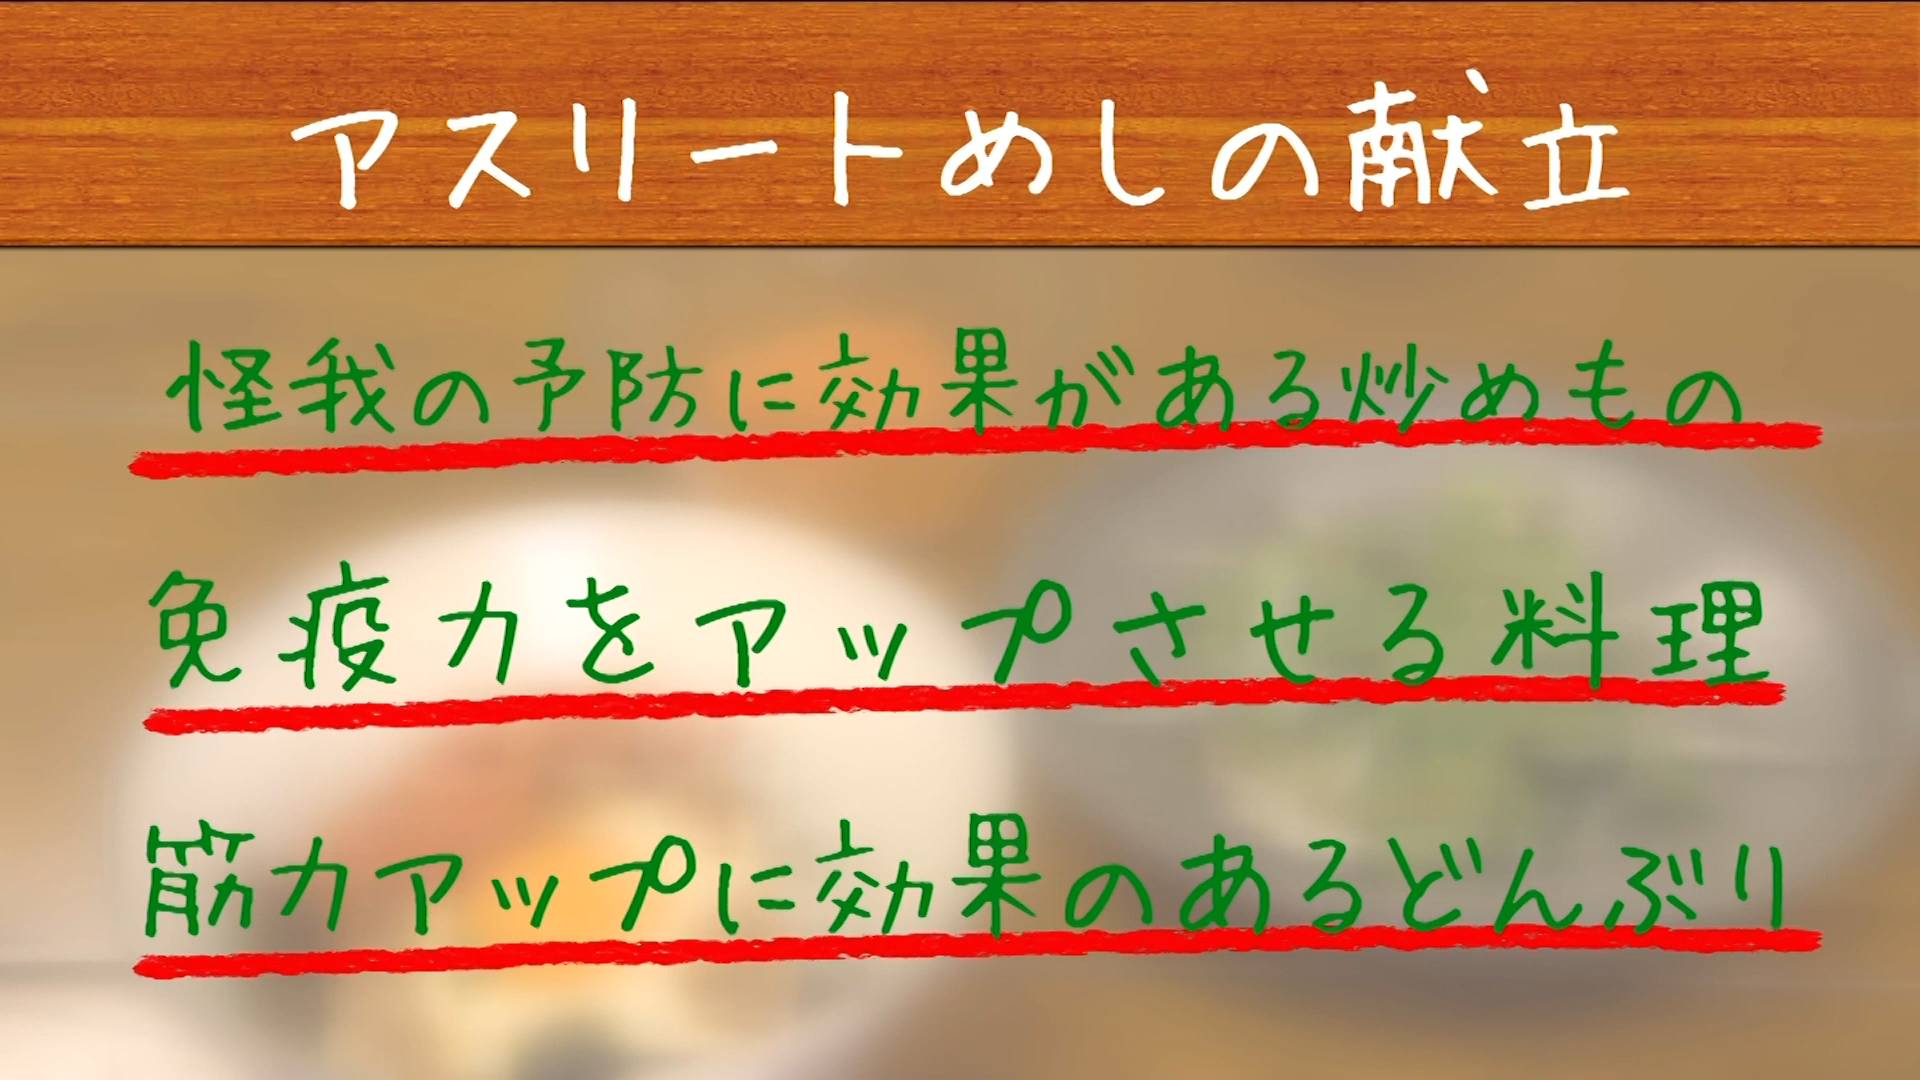 アスリートめしの献立
怪我の予防に効果がある炒めもの
免疫力をアップさせる料理
筋力アップに効果のあるどんぶり